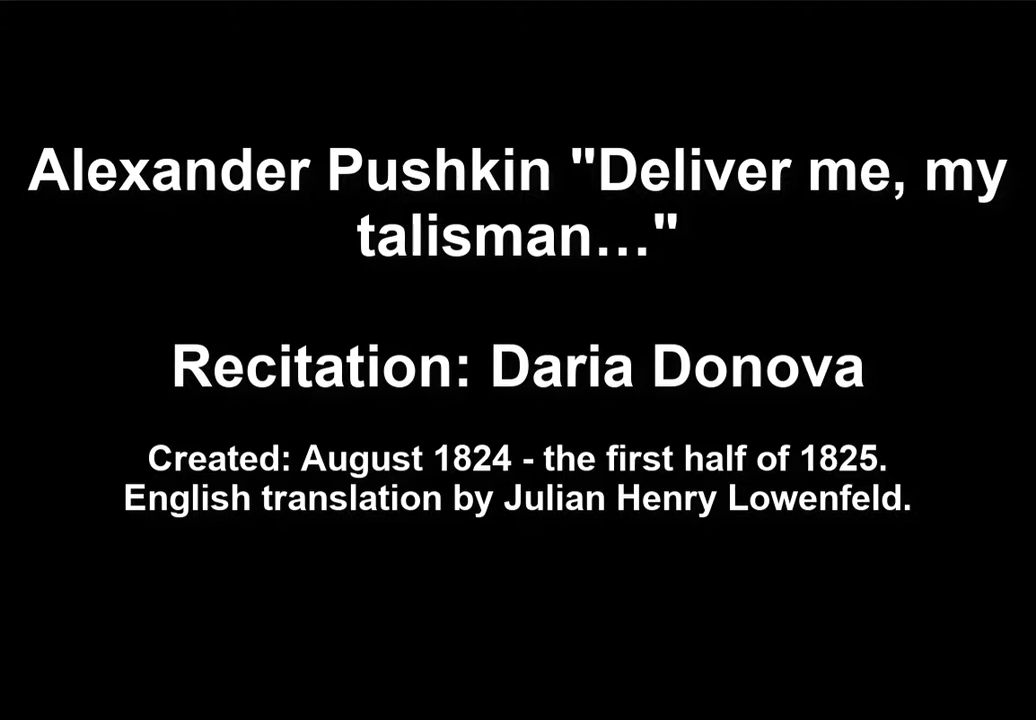 Alexander Pushkin "Deliver me, my
talisman…"
Recitation: Daria Donova
Created: August 1824 - the first half of 1825.
English translation by Julian Henry Lowenfeld.